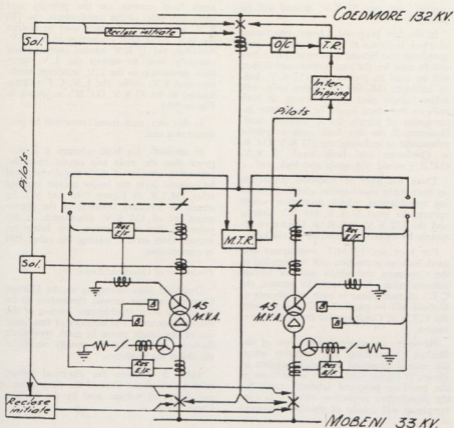 COEDMORE 132 KV.
Reclose initiate
Sol.
O/C
T.R.
Inter-
tripping
Pilots
Pilots.
Res
E/F
M.T.R.
Res
E/F
Sol.
45
M.V.A.
45
M.V.A.
B
B
B
B
Res
E/F
Res
E/F
Reclose
initiate
MOBENI 33 KV.